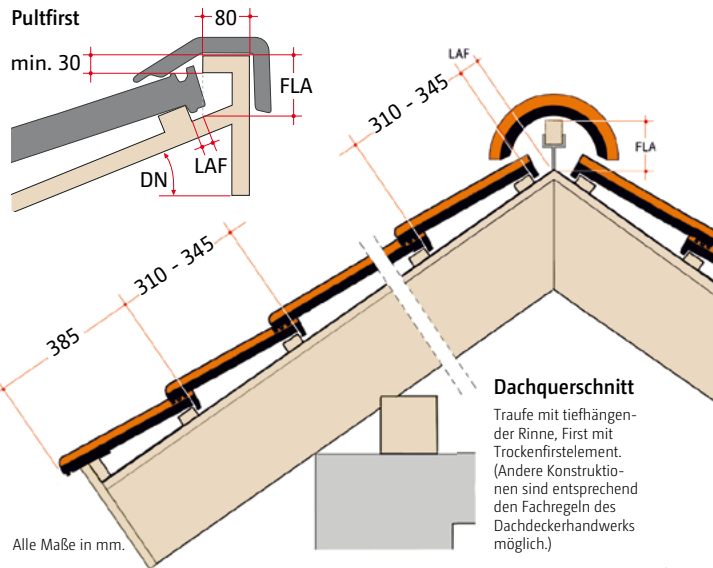 Pultfirst
80
min. 30
FLA
LAF
DN
LAF
310 - 345
FLA
310 - 345
385
Dachquerschnitt
Traufe mit tiefhängen-
der Rinne, First mit
Trockenfirstelement.
(Andere Konstruktio-
nen sind entsprechend
den Fachregeln des
Dachdeckerhandwerks
möglich.)
Alle Maße in mm.